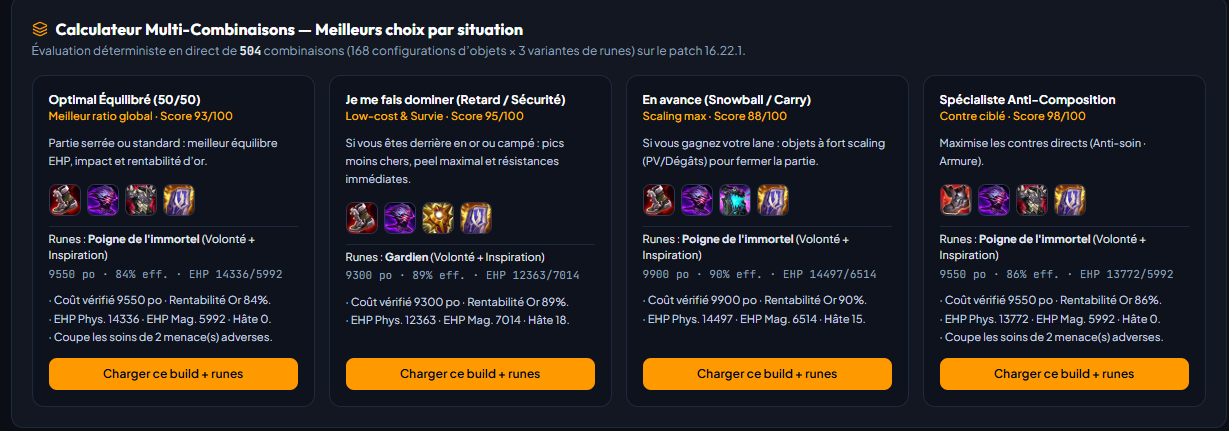 Calculateur Multi-Combinaisons — Meilleurs choix par situation
Évaluation déterministe en direct de 504 combinaisons (168 configurations d'objets × 3 variantes de runes) sur le patch 16.22.1.
Optimal Équilibré (50/50)
Meilleur ratio global · Score 93/100
Partie serrée ou standard : meilleur équilibre
EHP, impact et rentabilité d'or.
Runes : Poigne de l'immortel (Volonté +
Inspiration)
9550 po · 84% eff. · EHP 14336/5992
· Coût vérifié 9550 po · Rentabilité Or 84%.
· EHP Phys. 14336 · EHP Mag. 5992 · Hâte 0.
· Coupe les soins de 2 menace(s) adverses.
Charger ce build + runes
Je me fais dominer (Retard / Sécurité)
Low-cost & Survie · Score 95/100
Si vous êtes derrière en or ou campé : pics
moins chers, peel maximal et résistances
immédiates.
Runes : Gardien (Volonté + Inspiration)
9300 po · 89% eff. · EHP 12363/7014
· Coût vérifié 9300 po · Rentabilité Or 89%.
· EHP Phys. 12363 · EHP Mag. 7014 · Hâte 18.
Charger ce build + runes
En avance (Snowball / Carry)
Scaling max · Score 88/100
Si vous gagnez votre lane : objets à fort scaling
(PV/Dégâts) pour fermer la partie.
Runes : Poigne de l'immortel (Volonté +
Inspiration)
9900 po · 90% eff. · EHP 14497/6514
· Coût vérifié 9900 po · Rentabilité Or 90%.
· EHP Phys. 14497 · EHP Mag. 6514 · Hâte 15.
Charger ce build + runes
Spécialiste Anti-Composition
Contre ciblé · Score 98/100
Maximise les contres directs (Anti-soin ·
Armure).
Runes : Poigne de l'immortel (Volonté +
Inspiration)
9550 po · 86% eff. · EHP 13772/5992
· Coût vérifié 9550 po · Rentabilité Or 86%.
· EHP Phys. 13772 · EHP Mag. 5992 · Hâte 0.
· Coupe les soins de 2 menace(s) adverses.
Charger ce build + runes